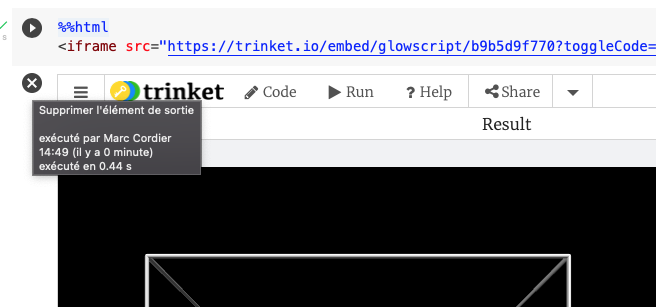 %%html
<iframe src="https://trinket.io/embed/glowscript/b9b5d9f770?toggleCode=
trinket Code Run ? Help Share
Supprimer l'élément de sortie
Result
exécuté par Marc Cordier
14:49 (il y a 0 minute)
exécuté en 0.44 s
s